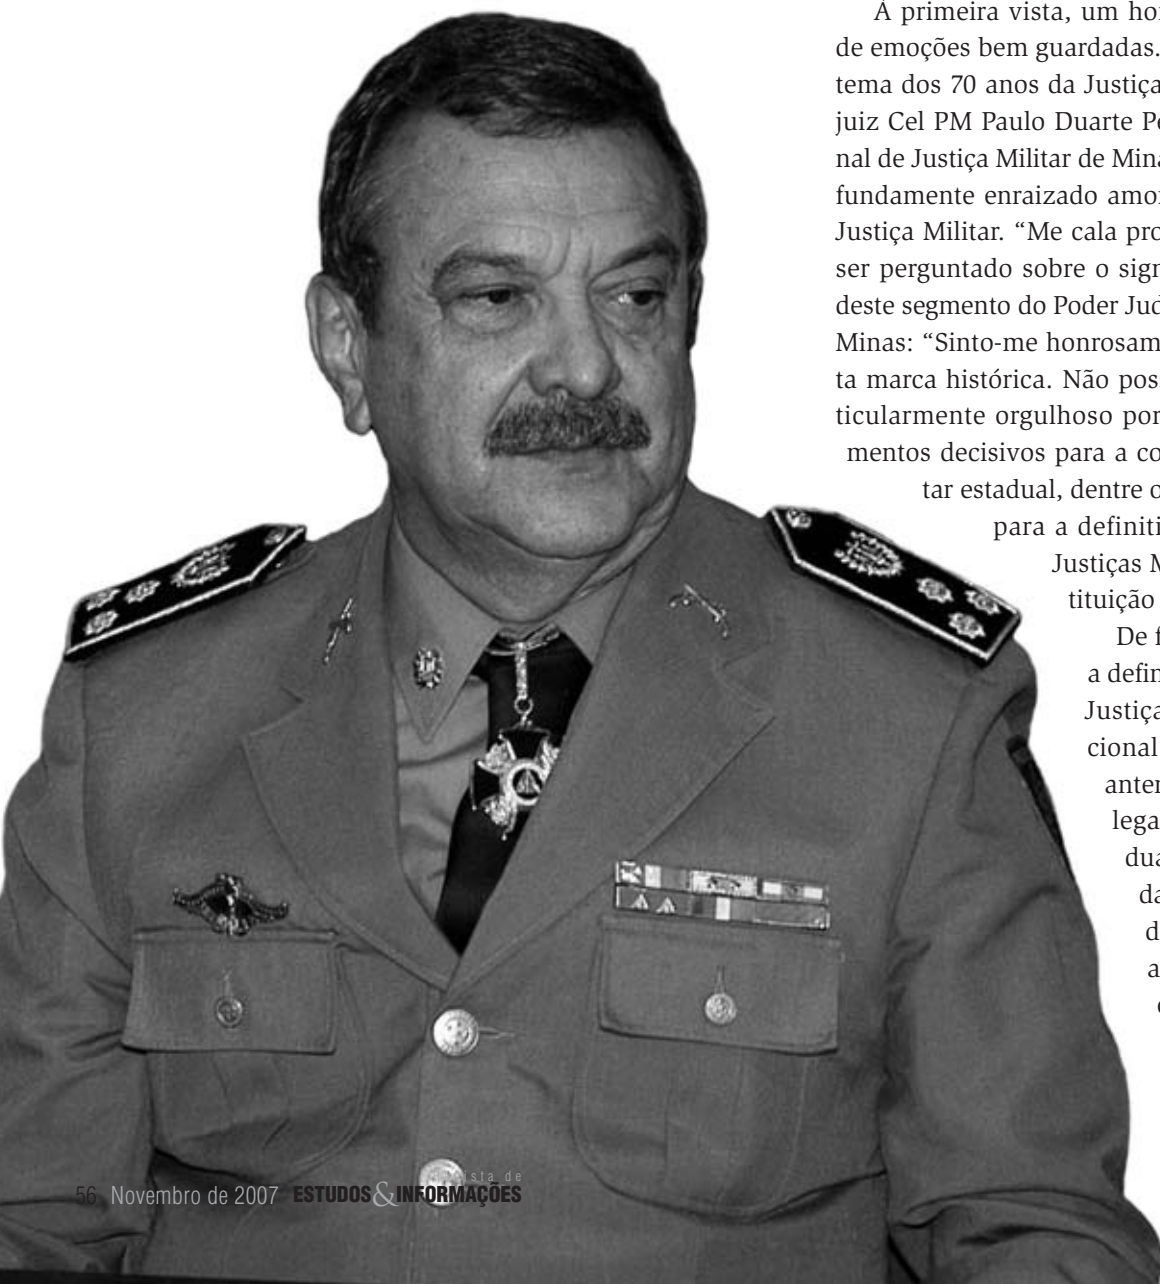 À primeira vista, um ho
de emoções bem guardadas.
tema dos 70 anos da Justiça
juiz Cel PM Paulo Duarte Pe
nal de Justiça Militar de Mina
fundamente enraizado amor
Justiça Militar. “Me cala pro
ser perguntado sobre o sign
deste segmento do Poder Jud
Minas: “Sinto-me honrosam
ta marca histórica. Não pos
ticularmente orgulhoso por
mentos decisivos para a co
tar estadual, dentre o
para a definiti
Justiças M
tituição
De f
a defin
Justiça
cional
anter
lega
dua
da
d
a
Revista de
56 Novembro de 2007 ESTUDOS & INFORMAÇÕES